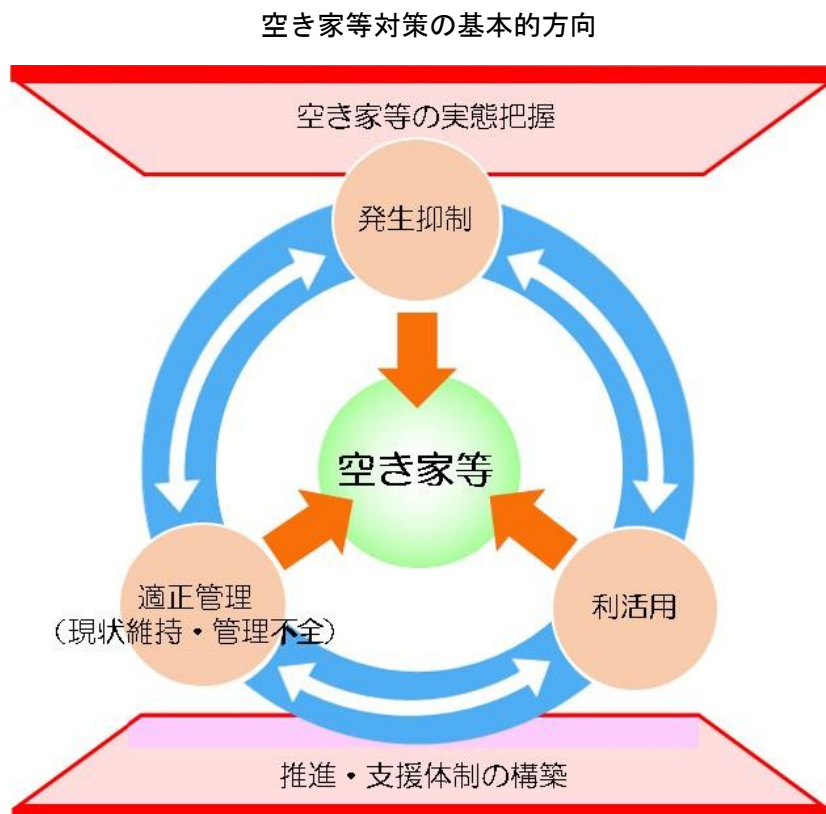 空き家等対策の基本的方向
空き家等の実態把握
発生抑制
空き家等
適正管理
（現状維持・管理不全）
利活用
推進・支援体制の構築